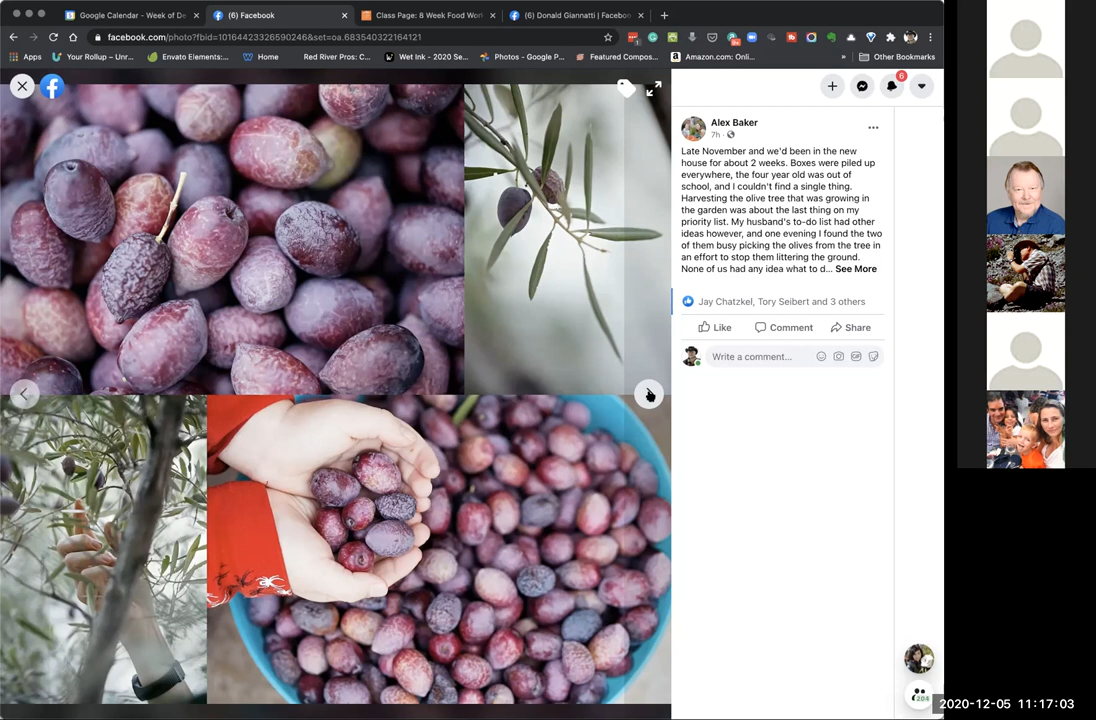 Google Calendar - Week of De
(6) Facebook
Class Page: 8 Week Food Wor
(6) Donald Giannatti | Faceboo
facebook.com/photo?fbid=10164423326590246&set=oa.683540322164121
Apps
Your Rollup – Unr...
Envato Elements:...
Home
Red River Pros: C...
Wet Ink - 2020 Se...
Photos - Google P...
Featured Compos...
Amazon.com: Onli...
»
Other Bookmarks
6
Alex Baker
7h ·
Late November and we'd been in the new
house for about 2 weeks. Boxes were piled up
everywhere, the four year old was out of
school, and I couldn't find a single thing.
Harvesting the olive tree that was growing in
the garden was about the last thing on my
priority list. My husband's to-do list had other
ideas however, and one evening I found the two
of them busy picking the olives from the tree in
an effort to stop them littering the ground.
None of us had any idea what to d... See More
Jay Chatzkel, Tory Seibert and 3 others
Like
Comment
Share
Write a comment...
204
2020-12-05 11:17:03